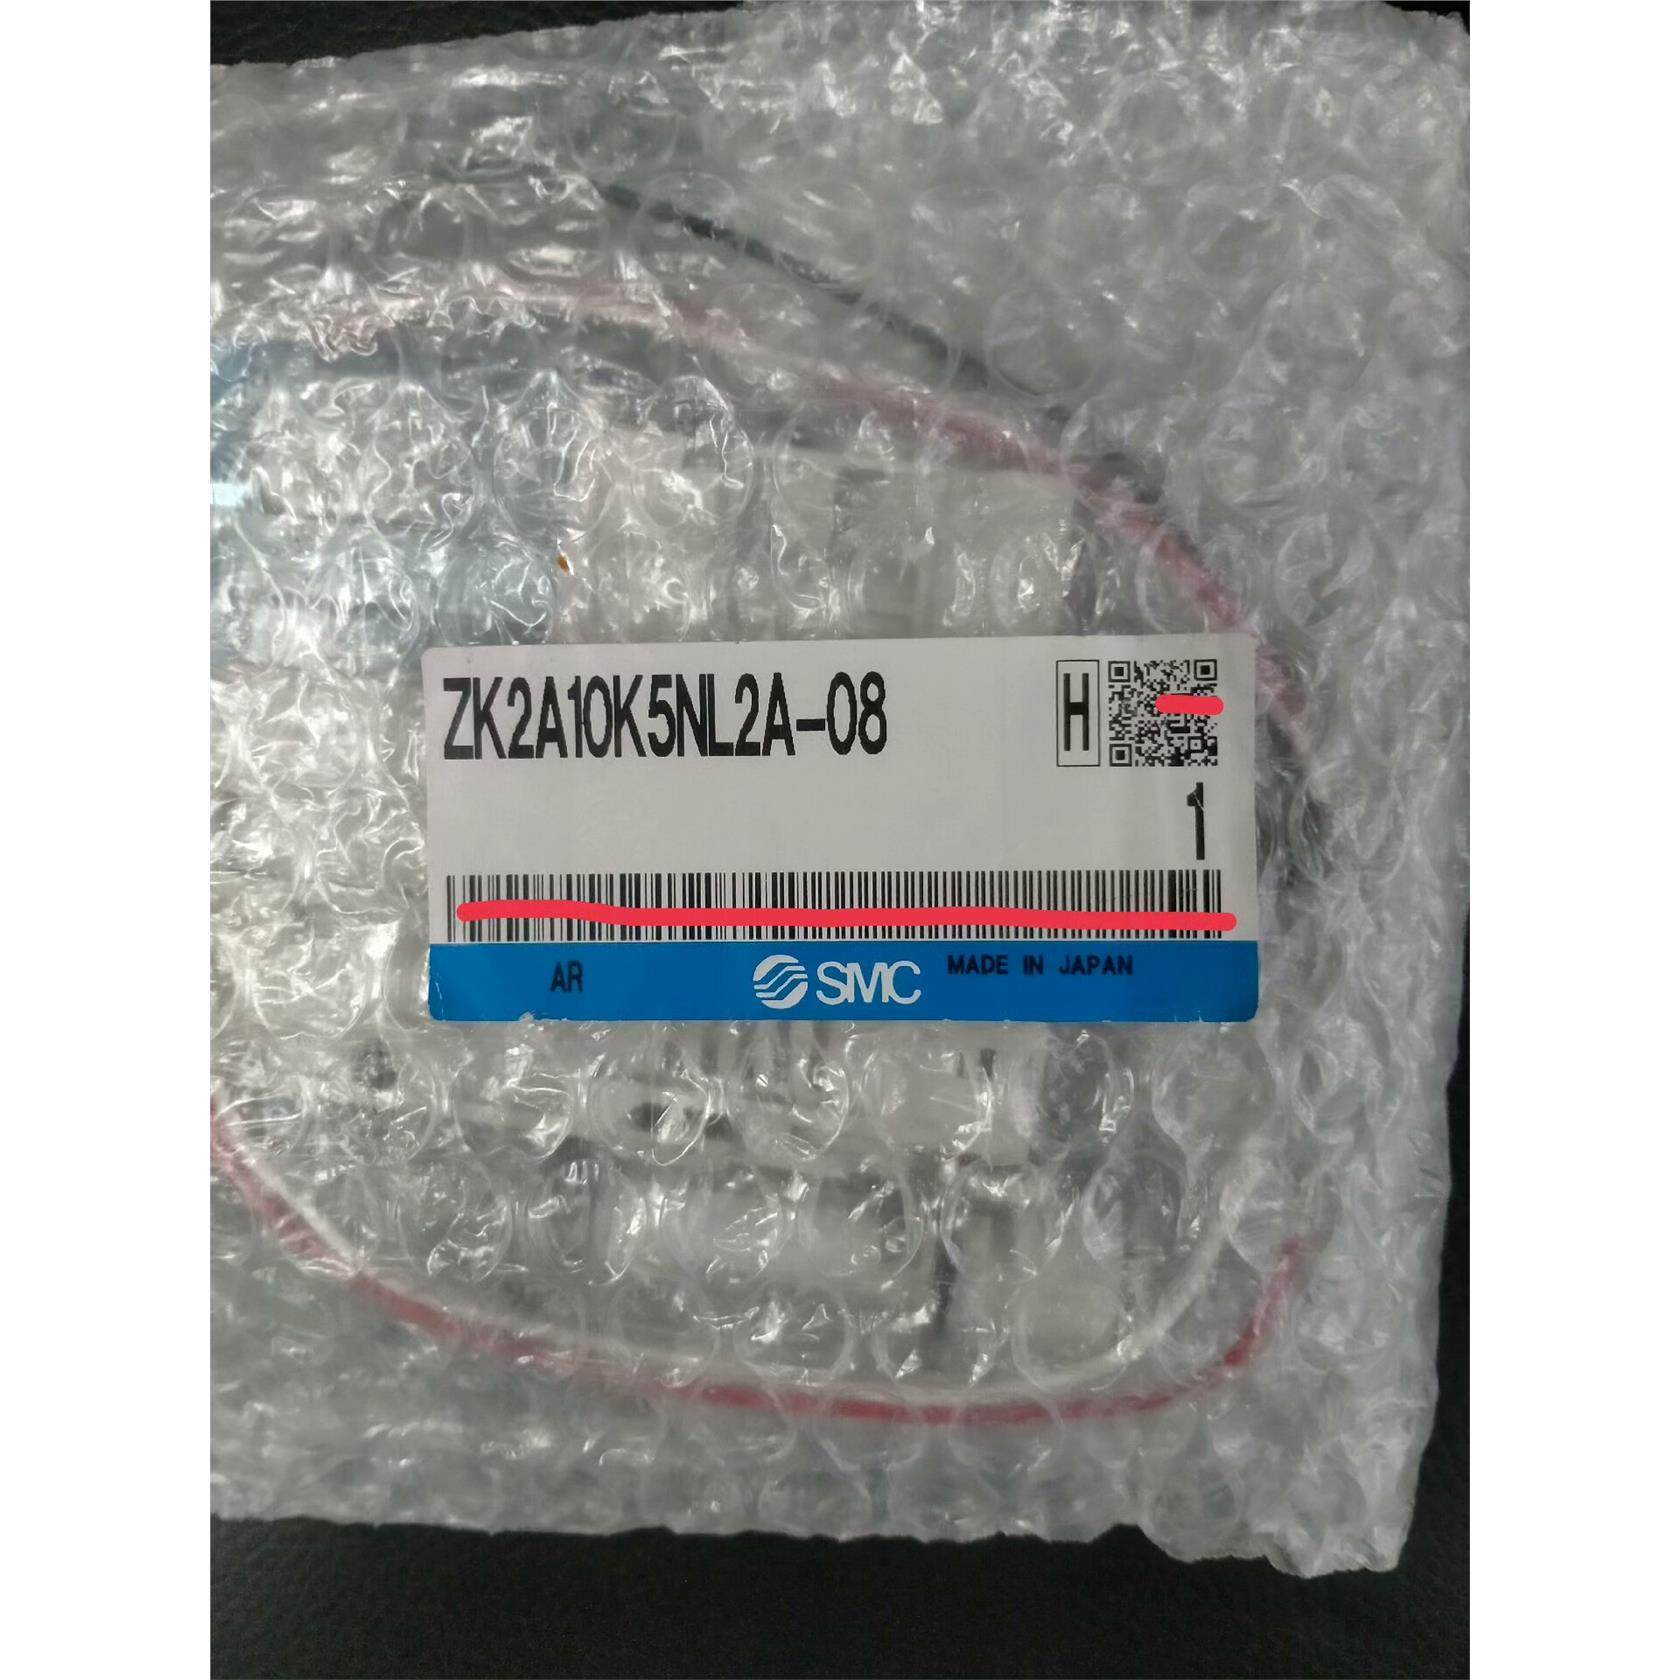 ZK2A10K5NL2A-08
H
1
AR
SMC
MADE IN JAPAN